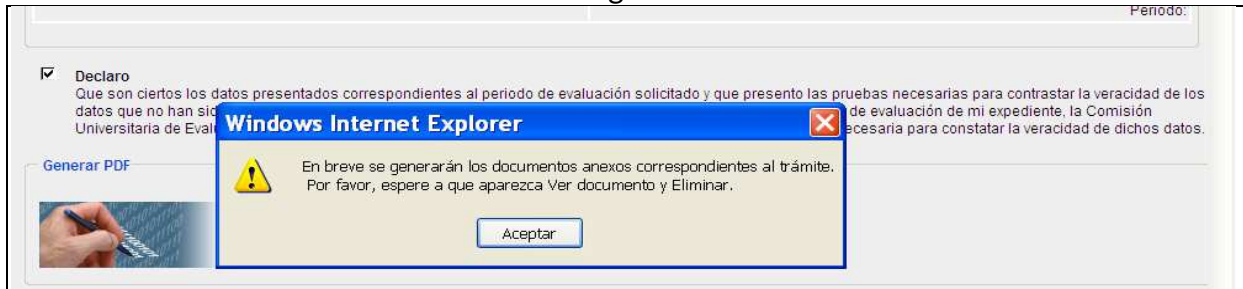 Periodo:
Declaro
Que son ciertos los datos presentados correspondientes al periodo de evaluación solicitado y que presento las pruebas necesarias para contrastar la veracidad de los
datos que no han de evaluación de mi expediente, la Comisión
Universitaria de ecesaria para constatar la veracidad de dichos datos.
Windows Internet Explorer
En breve se generarán los documentos anexos correspondientes al trámite.
Por favor, espere a que aparezca Ver documento y Eliminar.
Aceptar
Generar PDF